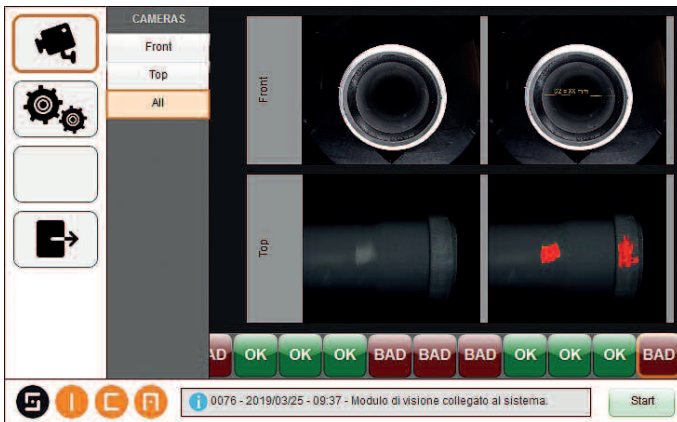 CAMERAS
Front
Top
All
Front
Top
AD OK OK OK BAD BAD BAD OK OK OK BAD
SICA
0076 - 2019/03/25 - 09:37 - Modulo di visione collegato al sistema.
Start